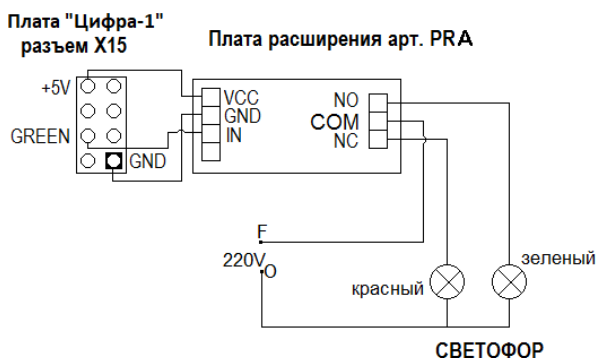 Плата "Цифра-1"
разъем X15
Плата расширения арт. PRA
+5V
GREEN
GND
VCC
GND
IN
NO
COM
NC
F
220V
O
красный
зеленый
СВЕТОФОР